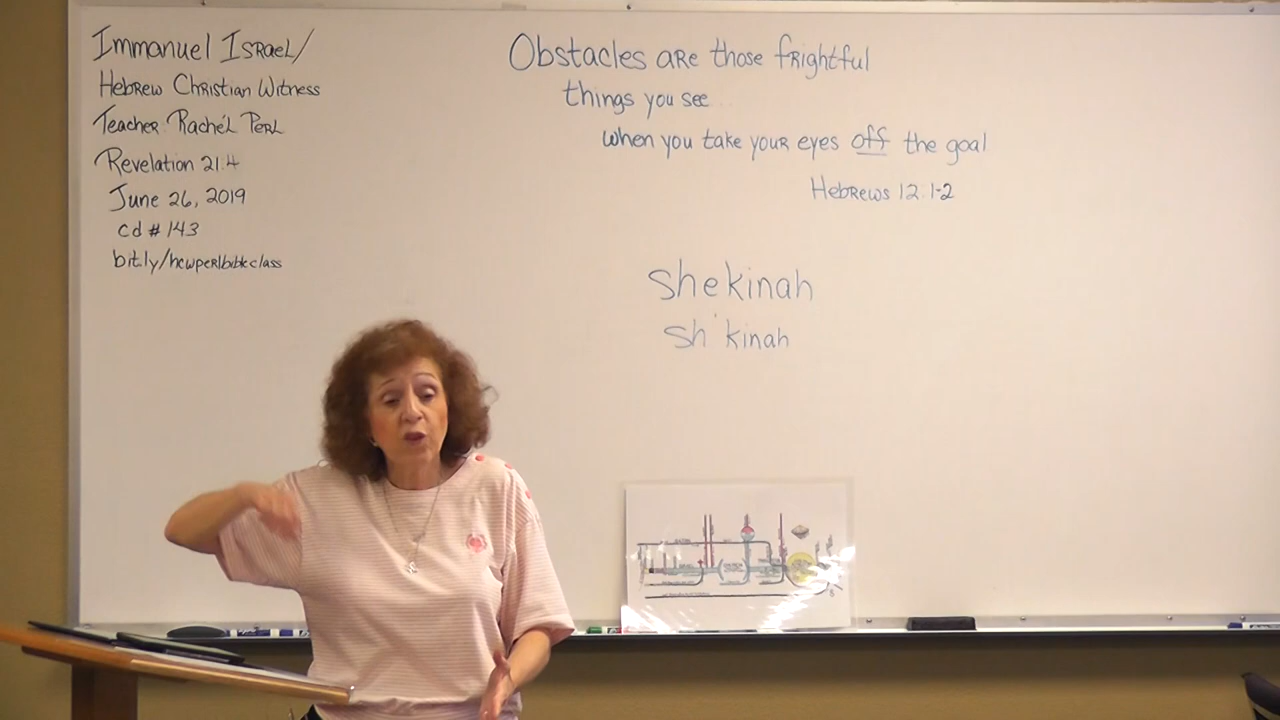 Immanuel Israel/
Hebrew Christian Witness
Teacher: Rachél Perl
Revelation 21:4
June 26, 2019
cd # 143
bit.ly/hcwperlbibleclass
Obstacles are those frightful
things you see
when you take your eyes off the goal
Hebrews 12:1-2
shekinah
sh'kinah